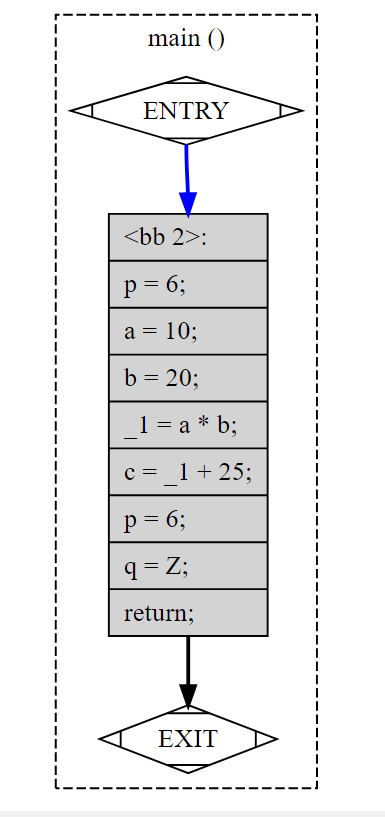 main ()
ENTRY
<bb 2>:
p = 6;
a = 10;
b = 20;
_1 = a * b;
c = _1 + 25;
p = 6;
q = Z;
return;
EXIT